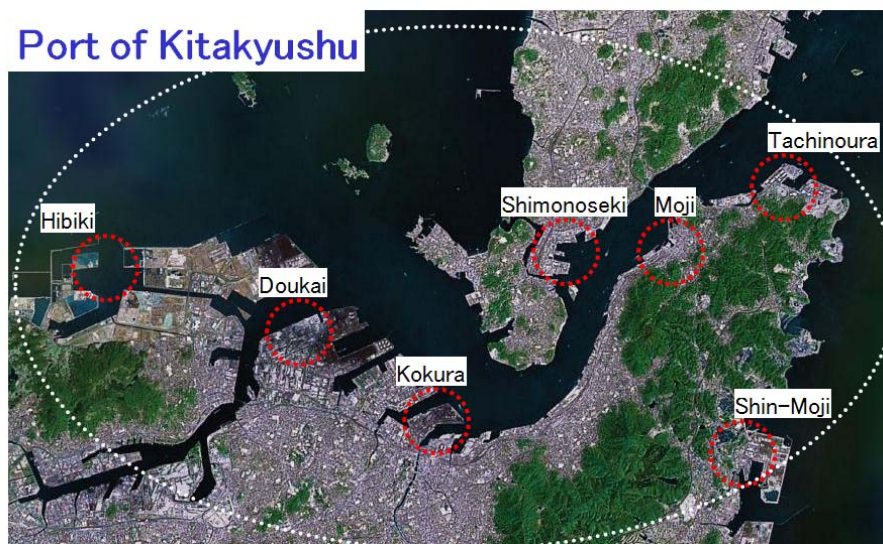 Port of Kitakyushu
Tachinoura
Shimonoseki
Moji
Hibiki
Doukai
Kokura
Shin-Moji